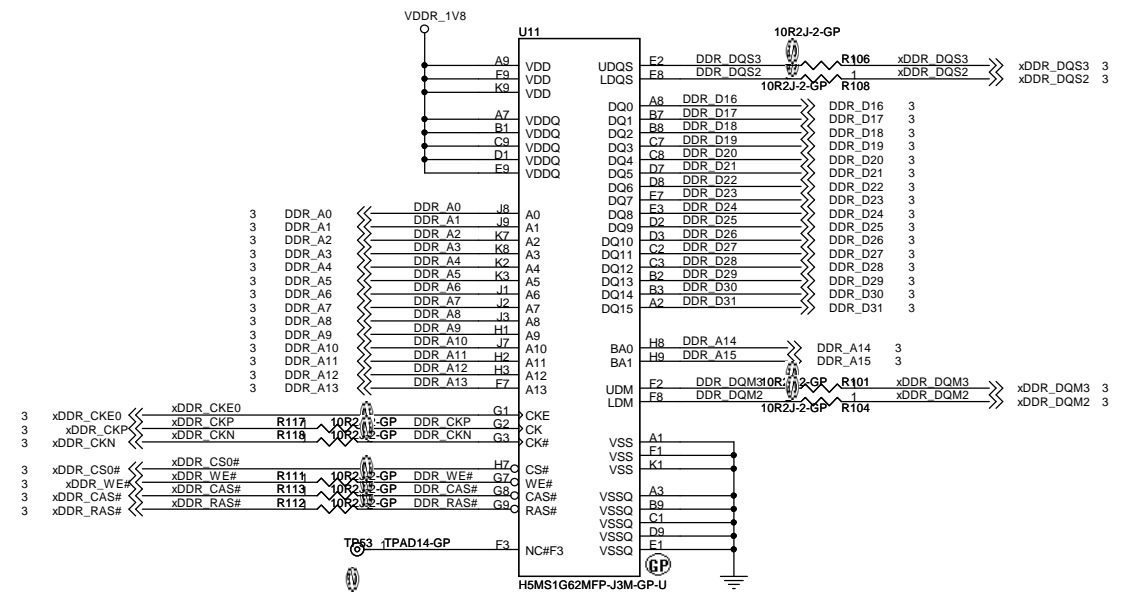 VDDR_1V8
U11
10R2J-2-GP
A9 VDD
F9 VDD
K9 VDD
A7 VDDQ
B1 VDDQ
C9 VDDQ
D1 VDDQ
E9 VDDQ
UDQS E2 DDR_DQS3 R106 1 xDDR_DQS3 xDDR_DQS3 3
LDQS E8 DDR_DQS2 10R2J-2-GP R108 1 xDDR_DQS2 xDDR_DQS2 3
DQ0 A8 DDR_D16 DDR_D16 3
DQ1 B7 DDR_D17 DDR_D17 3
DQ2 B8 DDR_D18 DDR_D18 3
DQ3 C7 DDR_D19 DDR_D19 3
DQ4 C8 DDR_D20 DDR_D20 3
DQ5 D7 DDR_D21 DDR_D21 3
DQ6 D8 DDR_D22 DDR_D22 3
DQ7 E7 DDR_D23 DDR_D23 3
DQ8 E3 DDR_D24 DDR_D24 3
DQ9 D2 DDR_D25 DDR_D25 3
DQ10 D3 DDR_D26 DDR_D26 3
DQ11 C2 DDR_D27 DDR_D27 3
DQ12 C3 DDR_D28 DDR_D28 3
DQ13 B2 DDR_D29 DDR_D29 3
DQ14 B3 DDR_D30 DDR_D30 3
DQ15 A2 DDR_D31 DDR_D31 3
3 DDR_A0 DDR_A0 J8 A0
3 DDR_A1 DDR_A1 J9 A1
3 DDR_A2 DDR_A2 K7 A2
3 DDR_A3 DDR_A3 K8 A3
3 DDR_A4 DDR_A4 K2 A4
3 DDR_A5 DDR_A5 K3 A5
3 DDR_A6 DDR_A6 J1 A6
3 DDR_A7 DDR_A7 J2 A7
3 DDR_A8 DDR_A8 J3 A8
3 DDR_A9 DDR_A9 H1 A9
3 DDR_A10 DDR_A10 J7 A10
3 DDR_A11 DDR_A11 H2 A11
3 DDR_A12 DDR_A12 H3 A12
3 DDR_A13 DDR_A13 F7 A13
BA0 H8 DDR_A14 DDR_A14 3
BA1 H9 DDR_A15 DDR_A15 3
UDM F2 DDR_DQM3 R101 1 xDDR_DQM3 xDDR_DQM3 3
LDM F8 DDR_DQM2 10R2J-2-GP R104 1 xDDR_DQM2 xDDR_DQM2 3
3 xDDR_CKE0 xDDR_CKE0 G1 CKE
3 xDDR_CKP xDDR_CKP R117 DDR_CKP G2 CK
3 xDDR_CKN xDDR_CKN R118 DDR_CKN G3 CK#
3 xDDR_CS0# xDDR_CS0# H7 CS#
3 xDDR_WE# xDDR_WE# R111 DDR_WE# G7 WE#
3 xDDR_CAS# xDDR_CAS# R113 DDR_CAS# G8 CAS#
3 xDDR_RAS# xDDR_RAS# R112 DDR_RAS# G9 RAS#
VSS A1
VSS F1
VSS K1
VSSQ A3
VSSQ B9
VSSQ C1
VSSQ D9
VSSQ E1
TP53 1 TPAD14-GP F3 NC#F3
GP
H5MS1G62MFP-J3M-GP-U